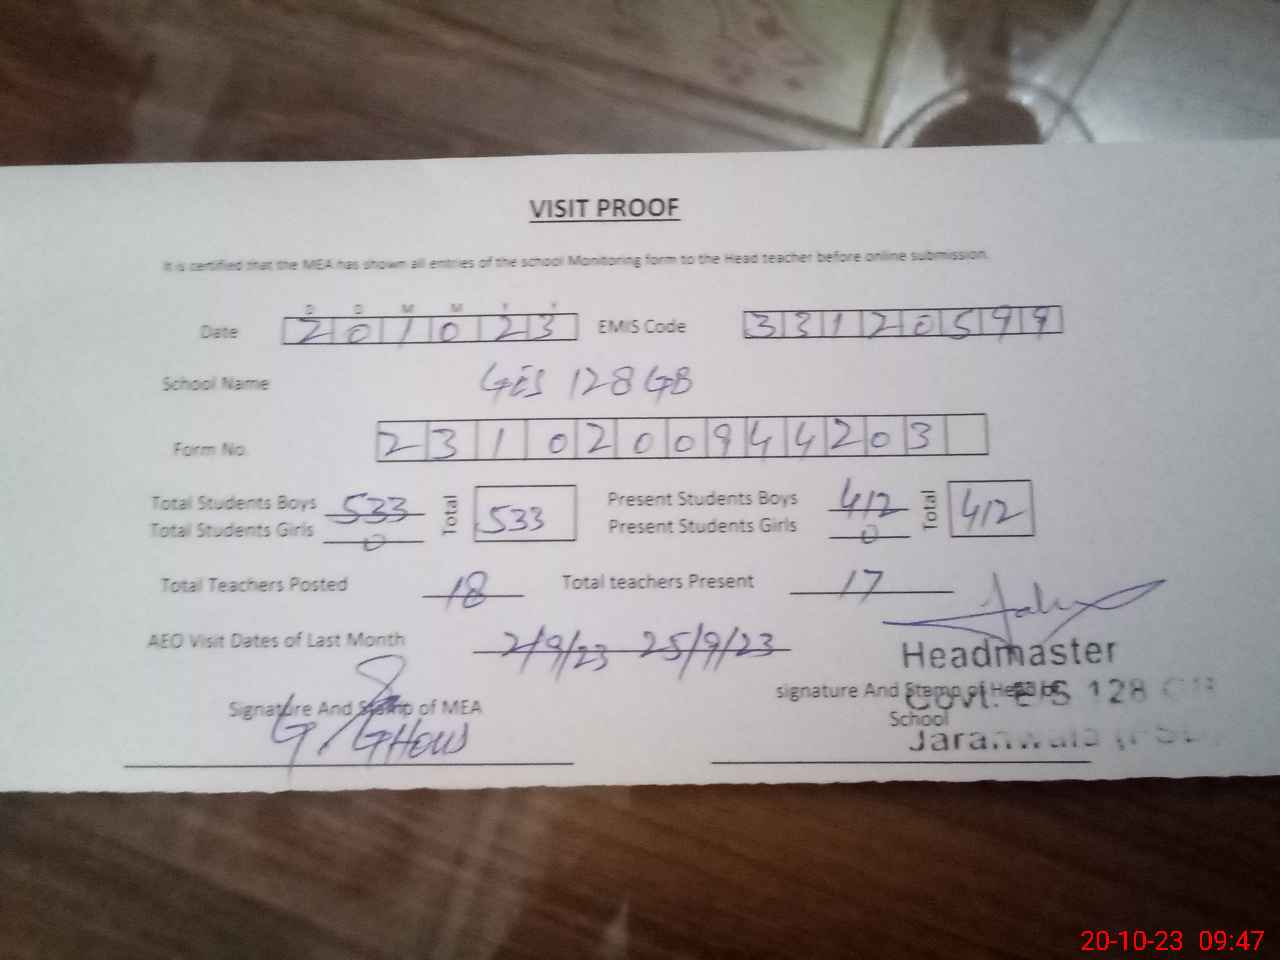 VISIT PROOF
It is certified that the MEA has shown all entries of the school Monitoring form to the Head teacher before online submission.
D D M M Y Y
Date 2 0 1 0 2 3 EMIS Code 3 3 1 2 0 5 9 9
School Name GES 128 GB
Form No. 2 3 1 0 2 0 0 9 4 4 2 0 3
Total Students Boys 533 Total 533 Present Students Boys 412 Total 412
Total Students Girls 0 Present Students Girls 0
Total Teachers Posted 18 Total teachers Present 17
AEO Visit Dates of Last Month 2/9/23 25/9/23
Headmaster
Signature And Stamp of MEA signature And Stamp of Head of
School
Govt. E/S 128 GB
Jaranwala
G. GHOUS
20-10-23 09:47